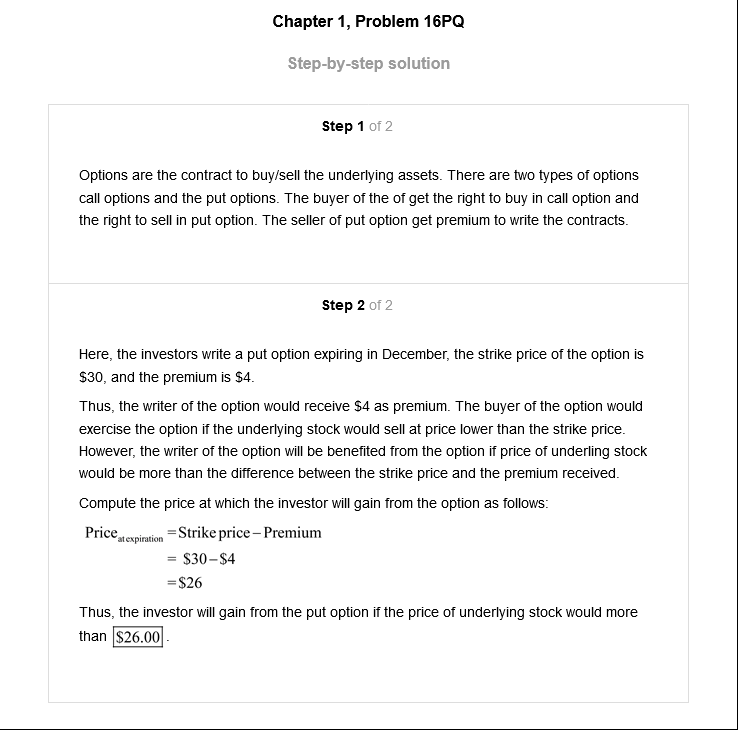 Chapter 1, Problem 16PQ
Step-by-step solution
Step 1 of 2
Options are the contract to buy/sell the underlying assets. There are two types of options
call options and the put options. The buyer of the of get the right to buy in call option and
the right to sell in put option. The seller of put option get premium to write the contracts.
Step 2 of 2
Here, the investors write a put option expiring in December, the strike price of the option is
$30, and the premium is $4.
Thus, the writer of the option would receive $4 as premium. The buyer of the option would
exercise the option if the underlying stock would sell at price lower than the strike price.
However, the writer of the option will be benefited from the option if price of underling stock
would be more than the difference between the strike price and the premium received.
Compute the price at which the investor will gain from the option as follows:
Price at expiration = Strike price – Premium
= $30–$4
=$26
Thus, the investor will gain from the put option if the price of underlying stock would more
than $26.00.